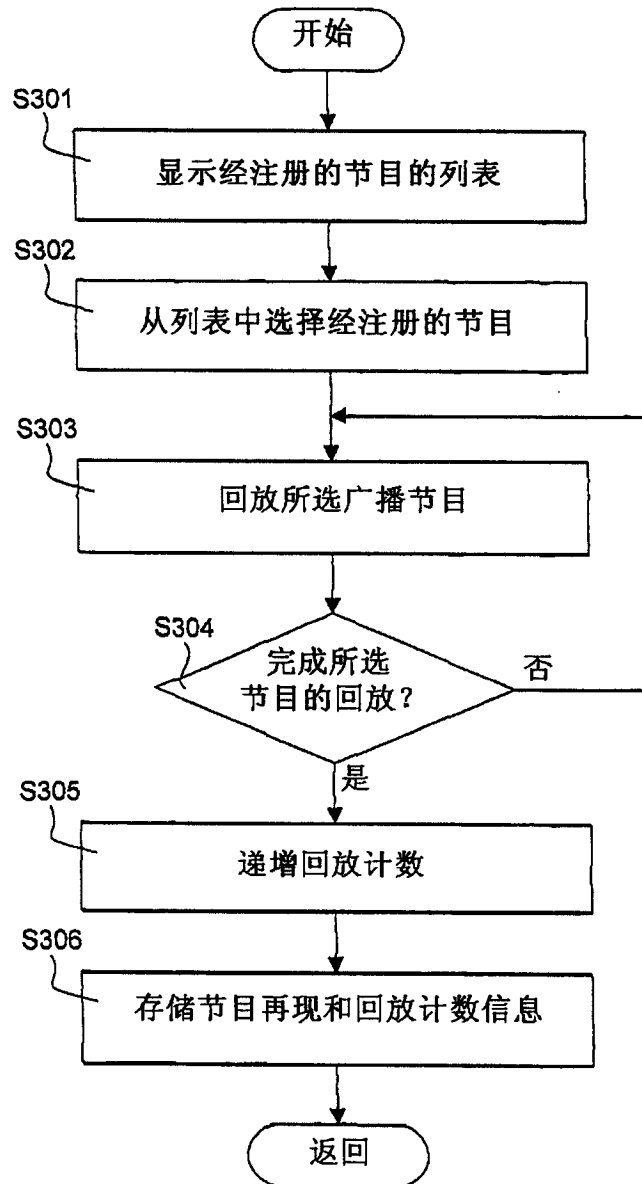 开始
S301
显示经注册的节目的列表
S302
从列表中选择经注册的节目
S303
回放所选广播节目
S304
完成所选
节目的回放？
否
是
S305
递增回放计数
S306
存储节目再现和回放计数信息
返回